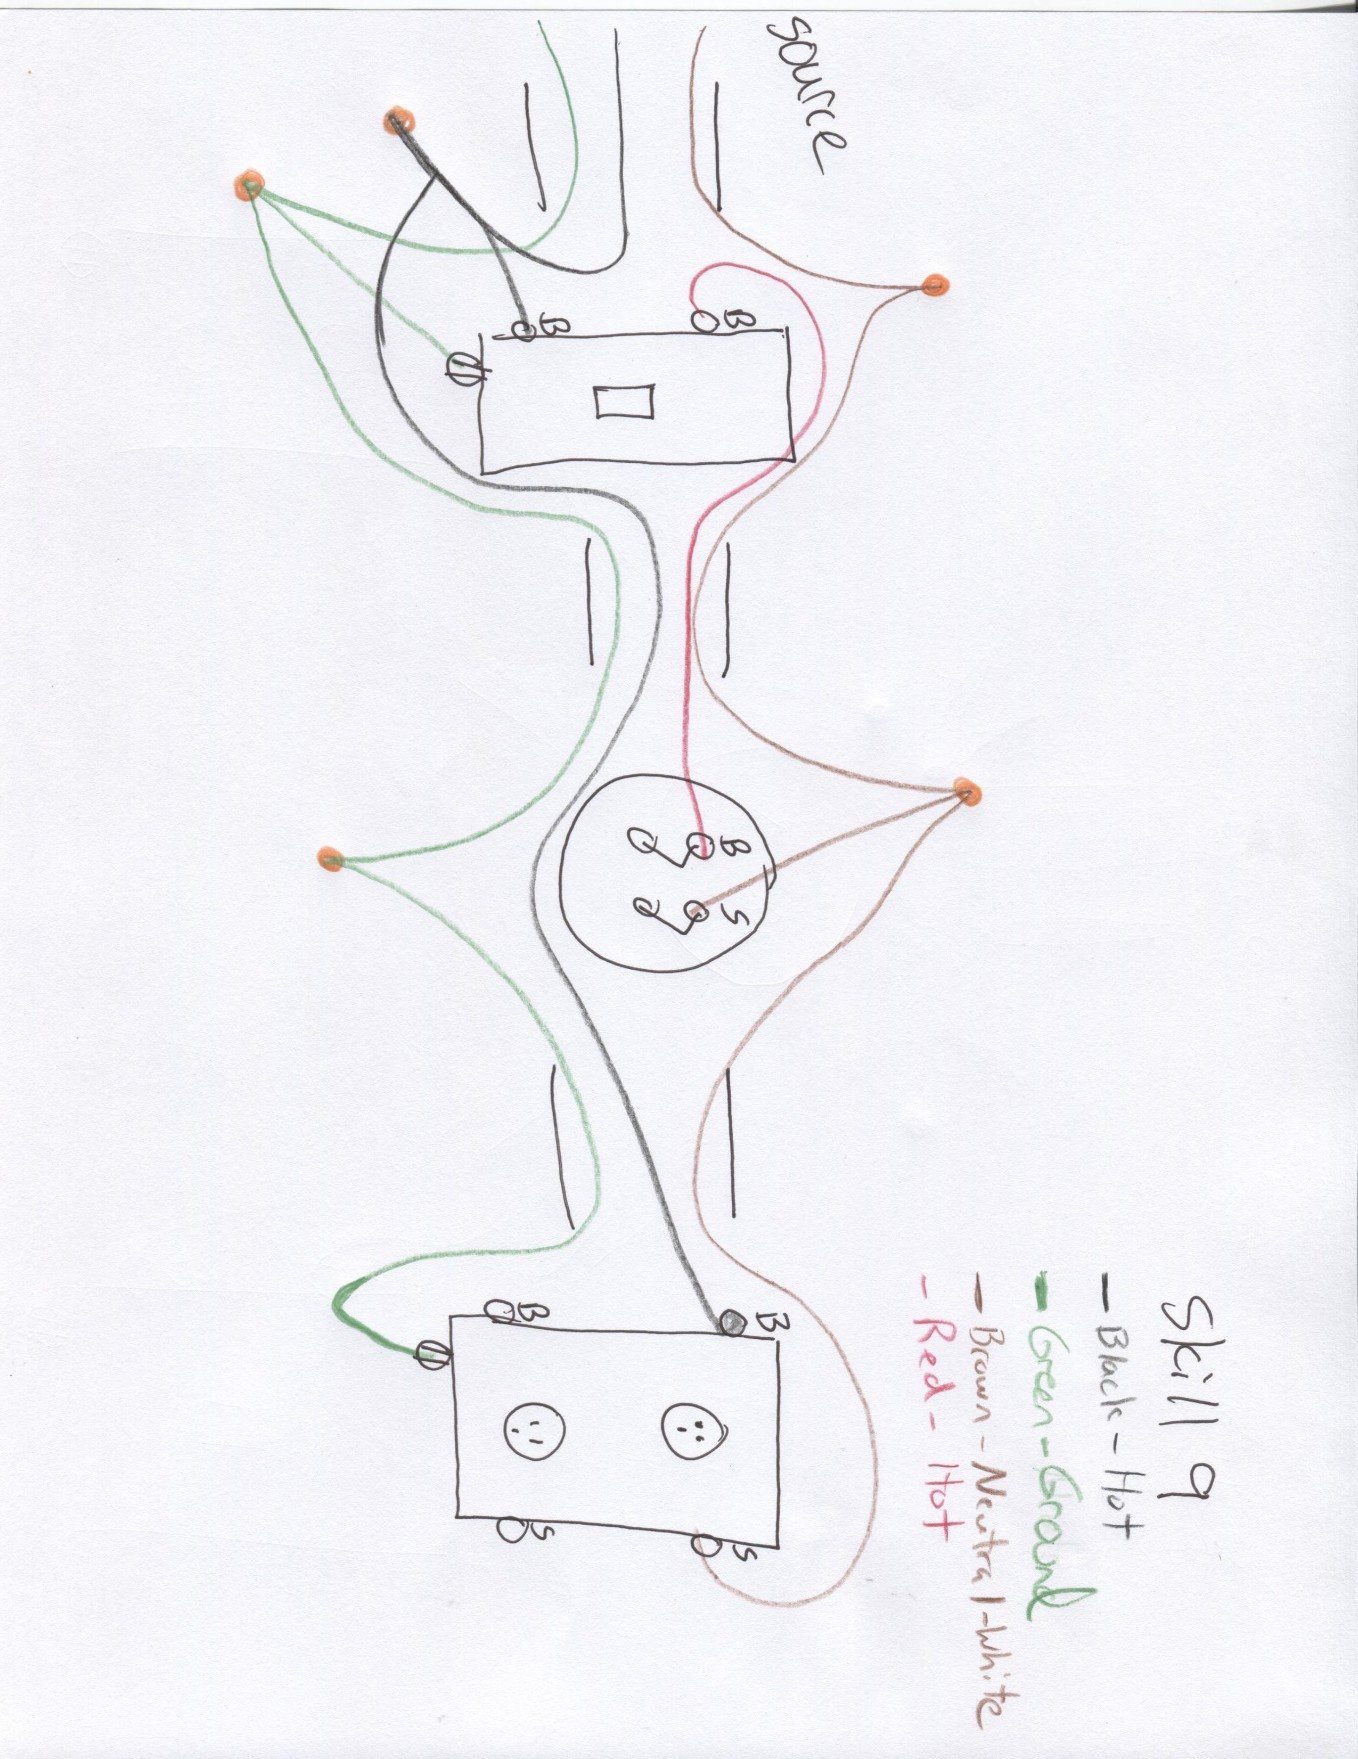 Skill 9
- Black - Hot
- Green - Ground
- Brown - Neutral - White
- Red - Hot
source
B
B
B
S
B
B
S
S